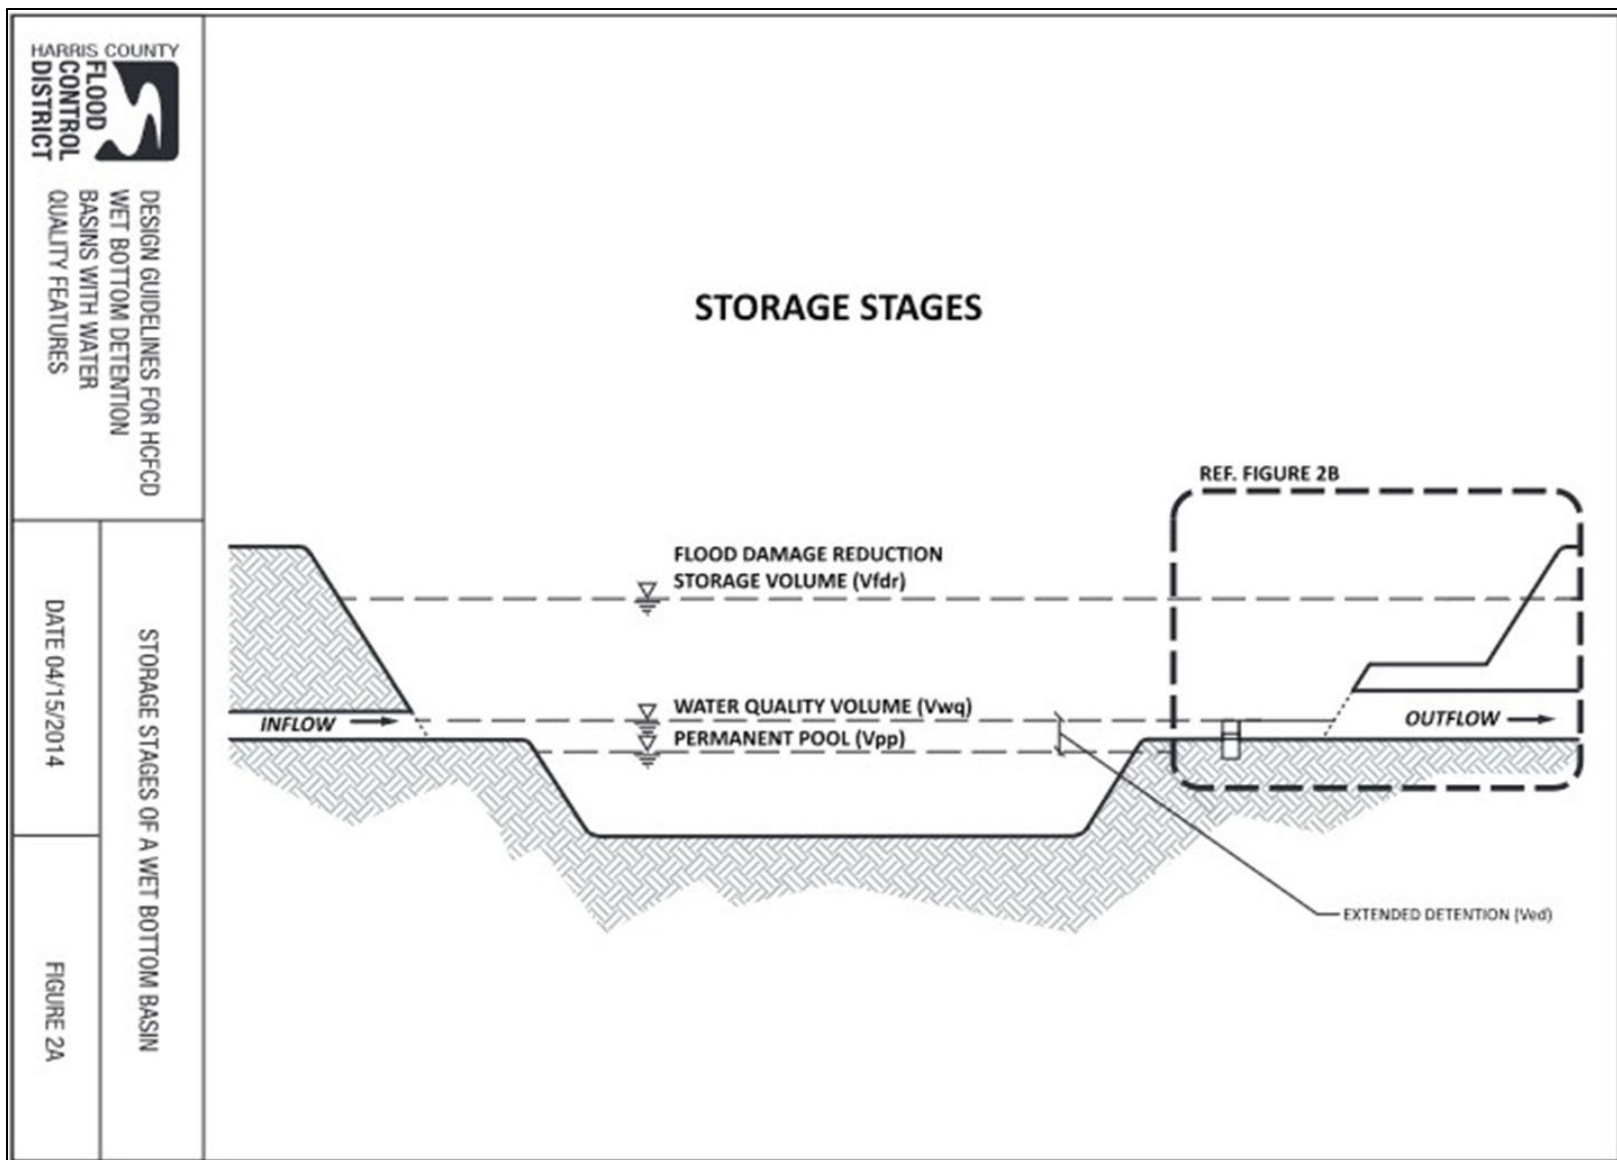 HARRIS COUNTY
FLOOD
CONTROL
DISTRICT
DESIGN GUIDELINES FOR HCFCD
WET BOTTOM DETENTION
BASINS WITH WATER
QUALITY FEATURES
STORAGE STAGES OF A WET BOTTOM BASIN
DATE 04/15/2014
FIGURE 2A
STORAGE STAGES
REF. FIGURE 2B
FLOOD DAMAGE REDUCTION
STORAGE VOLUME (Vfdr)
WATER QUALITY VOLUME (Vwq)
PERMANENT POOL (Vpp)
INFLOW
OUTFLOW
EXTENDED DETENTION (Ved)